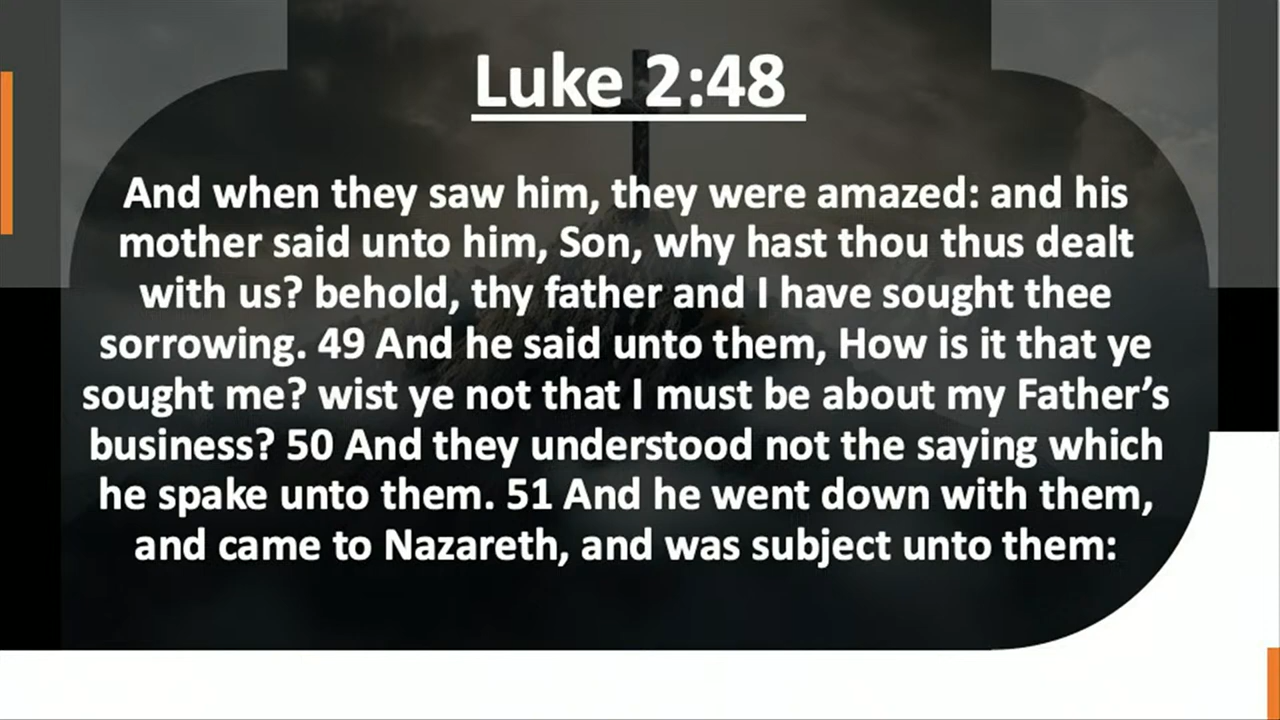 Luke 2:48
And when they saw him, they were amazed: and his
mother said unto him, Son, why hast thou thus dealt
with us? behold, thy father and I have sought thee
sorrowing. 49 And he said unto them, How is it that ye
sought me? wist ye not that I must be about my Father’s
business? 50 And they understood not the saying which
he spake unto them. 51 And he went down with them,
and came to Nazareth, and was subject unto them: